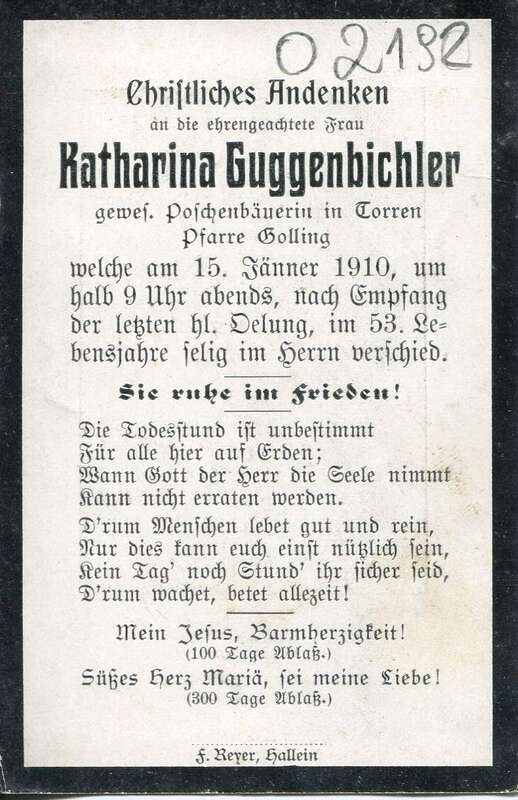 O 2192
Chriſtliches Andenken
an die ehrengeachtete Frau
Katharina Guggenbichler
geweſ. Poſchenbäuerin in Torren
Pfarre Golling
welche am 15. Jänner 1910, um
halb 9 Uhr abends, nach Empfang
der letzten hl. Oelung, im 53. Le-
bensjahre ſelig im Herrn verſchied.
Sie ruhe im Frieden!
Die Todesſtund iſt unbeſtimmt
Für alle hier auf Erden;
Wann Gott der Herr die Seele nimmt
Kann nicht erraten werden.
D'rum Menſchen lebet gut und rein,
Nur dies kann euch einſt nützlich ſein,
Kein Tag' noch Stund' ihr ſicher ſeid,
D'rum wachet, betet allezeit!
Mein Jeſus, Barmherzigkeit!
(100 Tage Ablaß.)
Süßes Herz Mariä, ſei meine Liebe!
(300 Tage Ablaß.)
F. Reyer, Hallein